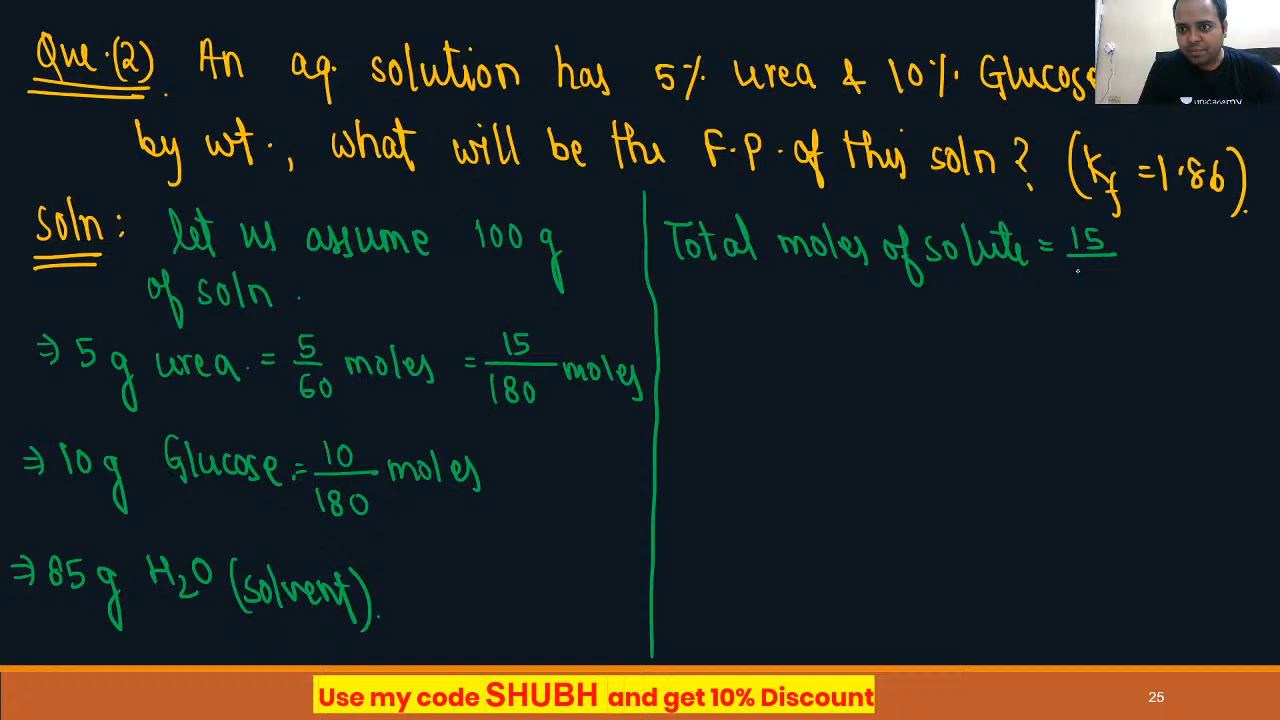 Que.(2). An aq. solution has 5% urea & 10% Glucose
by wt., what will be the F.P. of this soln? (Kf = 1.86).
soln: let us assume 100 g
of soln.
⇒ 5 g urea = 5/60 moles = 15/180 moles
⇒ 10 g Glucose = 10/180 moles
⇒ 85 g H2O (solvent).
Total moles of solute = 15
unacademy
Use my code SHUBH and get 10% Discount
25